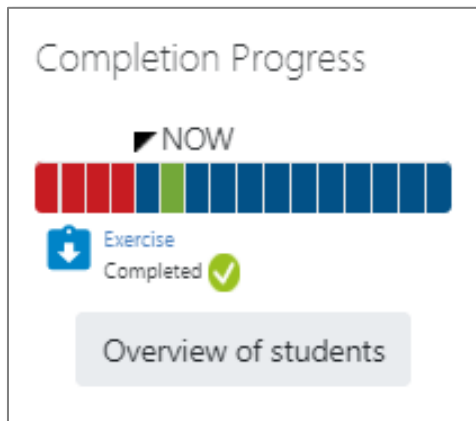 Completion Progress
NOW
Exercise
Completed
Overview of students